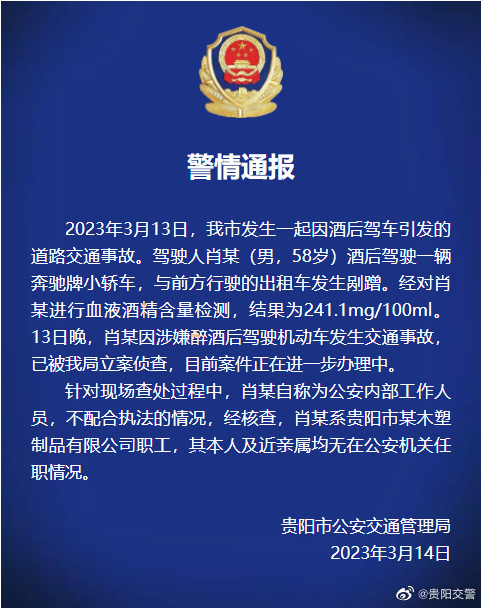 警情通报
2023年3月13日，我市发生一起因酒后驾车引发的
道路交通事故。驾驶人肖某（男，58岁）酒后驾驶一辆
奔驰牌小轿车，与前方行驶的出租车发生剐蹭。经对肖
某进行血液酒精含量检测，结果为241.1mg/100ml。
13日晚，肖某因涉嫌醉酒后驾驶机动车发生交通事故，
已被我局立案侦查，目前案件正在进一步办理中。
针对现场查处过程中，肖某自称为公安内部工作人
员，不配合执法的情况，经核查，肖某系贵阳市某木塑
制品有限公司职工，其本人及近亲属均无在公安机关任
职情况。
贵阳市公安交通管理局
2023年3月14日
@贵阳交警